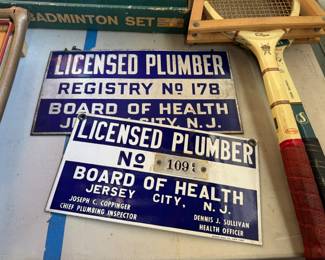 BADMINTON SET
LICENSED PLUMBER
REGISTRY Nº 178
BOARD OF HEALTH
CITY, N.J.
LICENSED PLUMBER
Nº 109
BOARD OF HEALTH
JERSEY CITY, N.J.
JOSEPH C. COPPINGER
CHIEF PLUMBING INSPECTOR
DENNIS J. SULLIVAN
HEALTH OFFICER